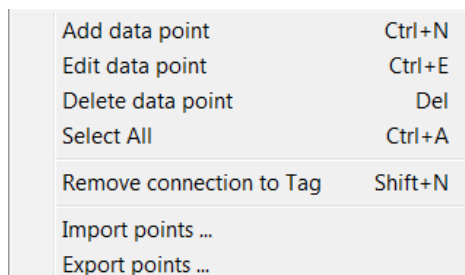 Add data point Ctrl+N
Edit data point Ctrl+E
Delete data point Del
Select All Ctrl+A
Remove connection to Tag Shift+N
Import points ...
Export points ...